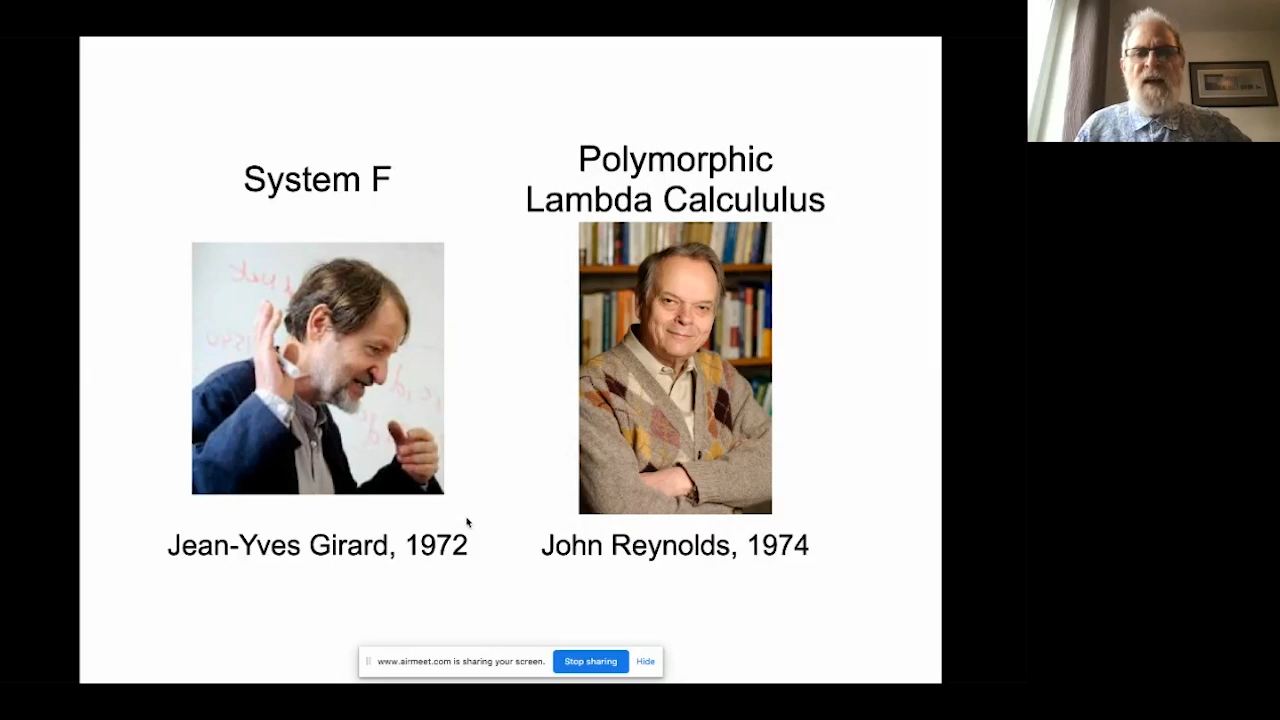 System F
Polymorphic
Lambda Calcululus
Jean-Yves Girard, 1972
John Reynolds, 1974
www.airmeet.com is sharing your screen.
Stop sharing
Hide